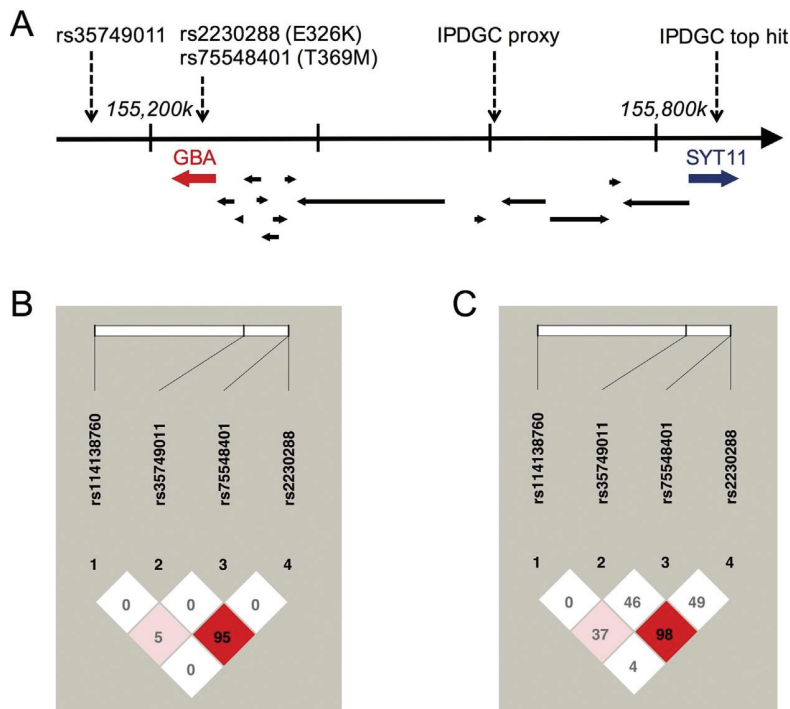 A
rs35749011
rs2230288 (E326K)
rs75548401 (T369M)
IPDGC proxy
IPDGC top hit
155,200k
155,800k
GBA
SYT11
B
rs114138760
rs35749011
rs75548401
rs2230288
1 2 3 4
0 0 0
5 95
0
C
rs114138760
rs35749011
rs75548401
rs2230288
1 2 3 4
0 46 49
37 98
4